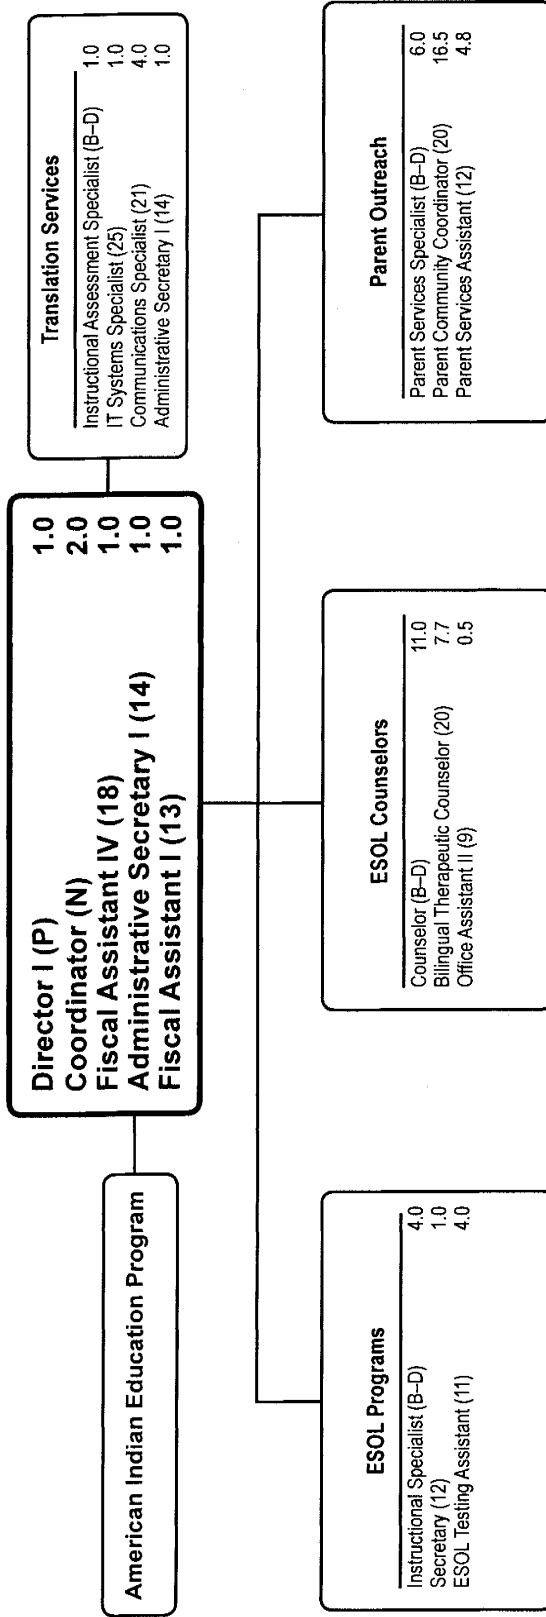 American Indian Education Program
Director I (P) 1.0
Coordinator (N) 2.0
Fiscal Assistant IV (18) 1.0
Administrative Secretary I (14) 1.0
Fiscal Assistant I (13) 1.0
Translation Services
Instructional Assessment Specialist (B–D) 1.0
IT Systems Specialist (25) 1.0
Communications Specialist (21) 4.0
Administrative Secretary I (14) 1.0
ESOL Programs
Instructional Specialist (B–D) 4.0
Secretary (12) 1.0
ESOL Testing Assistant (11) 4.0
ESOL Counselors
Counselor (B–D) 11.0
Bilingual Therapeutic Counselor (20) 7.7
Office Assistant II (9) 0.5
Parent Outreach
Parent Services Specialist (B–D) 6.0
Parent Community Coordinator (20) 16.5
Parent Services Assistant (12) 4.8